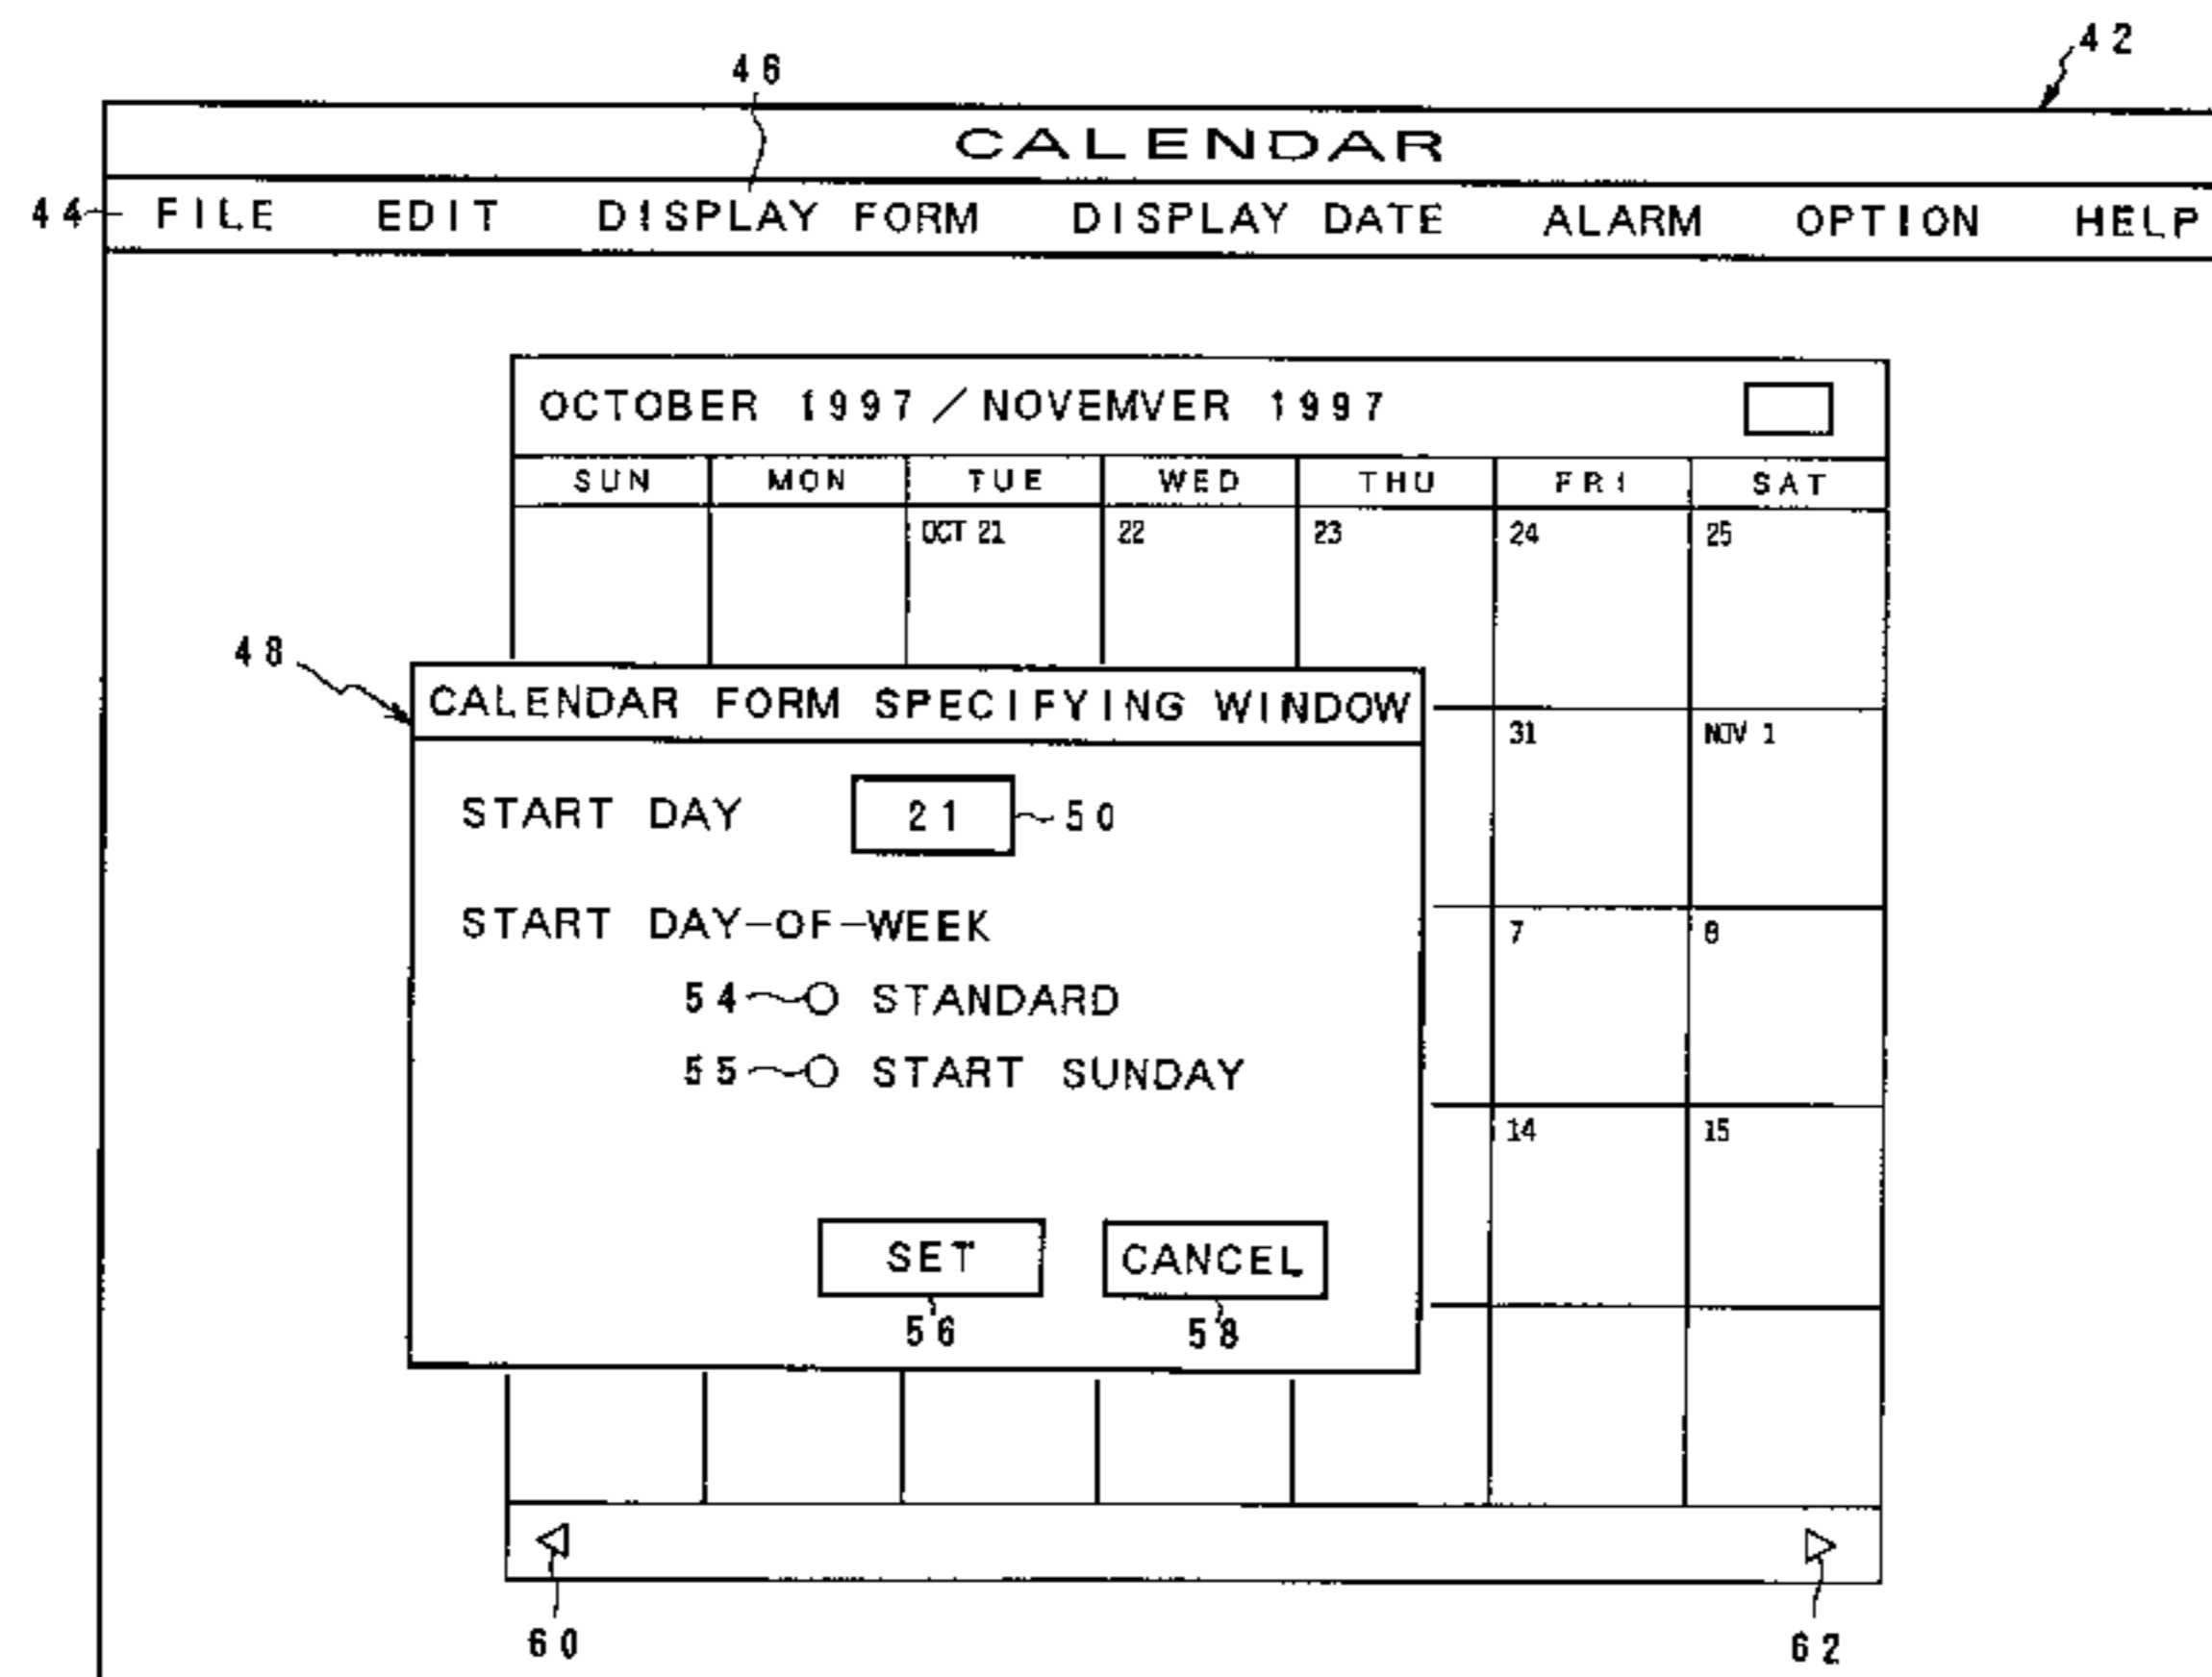 42
46
CALENDAR
44 FILE EDIT DISPLAY FORM DISPLAY DATE ALARM OPTION HELP
OCTOBER 1997/NOVEMVER 1997
SUN MON TUE WED THU FRI SAT
OCT 21 22 23 24 25
48
CALENDAR FORM SPECIFYING WINDOW
31 NOV 1
START DAY 21 50
START DAY-OF-WEEK
7 8
54 STANDARD
55 START SUNDAY
14 15
SET CANCEL
56 58
60 62